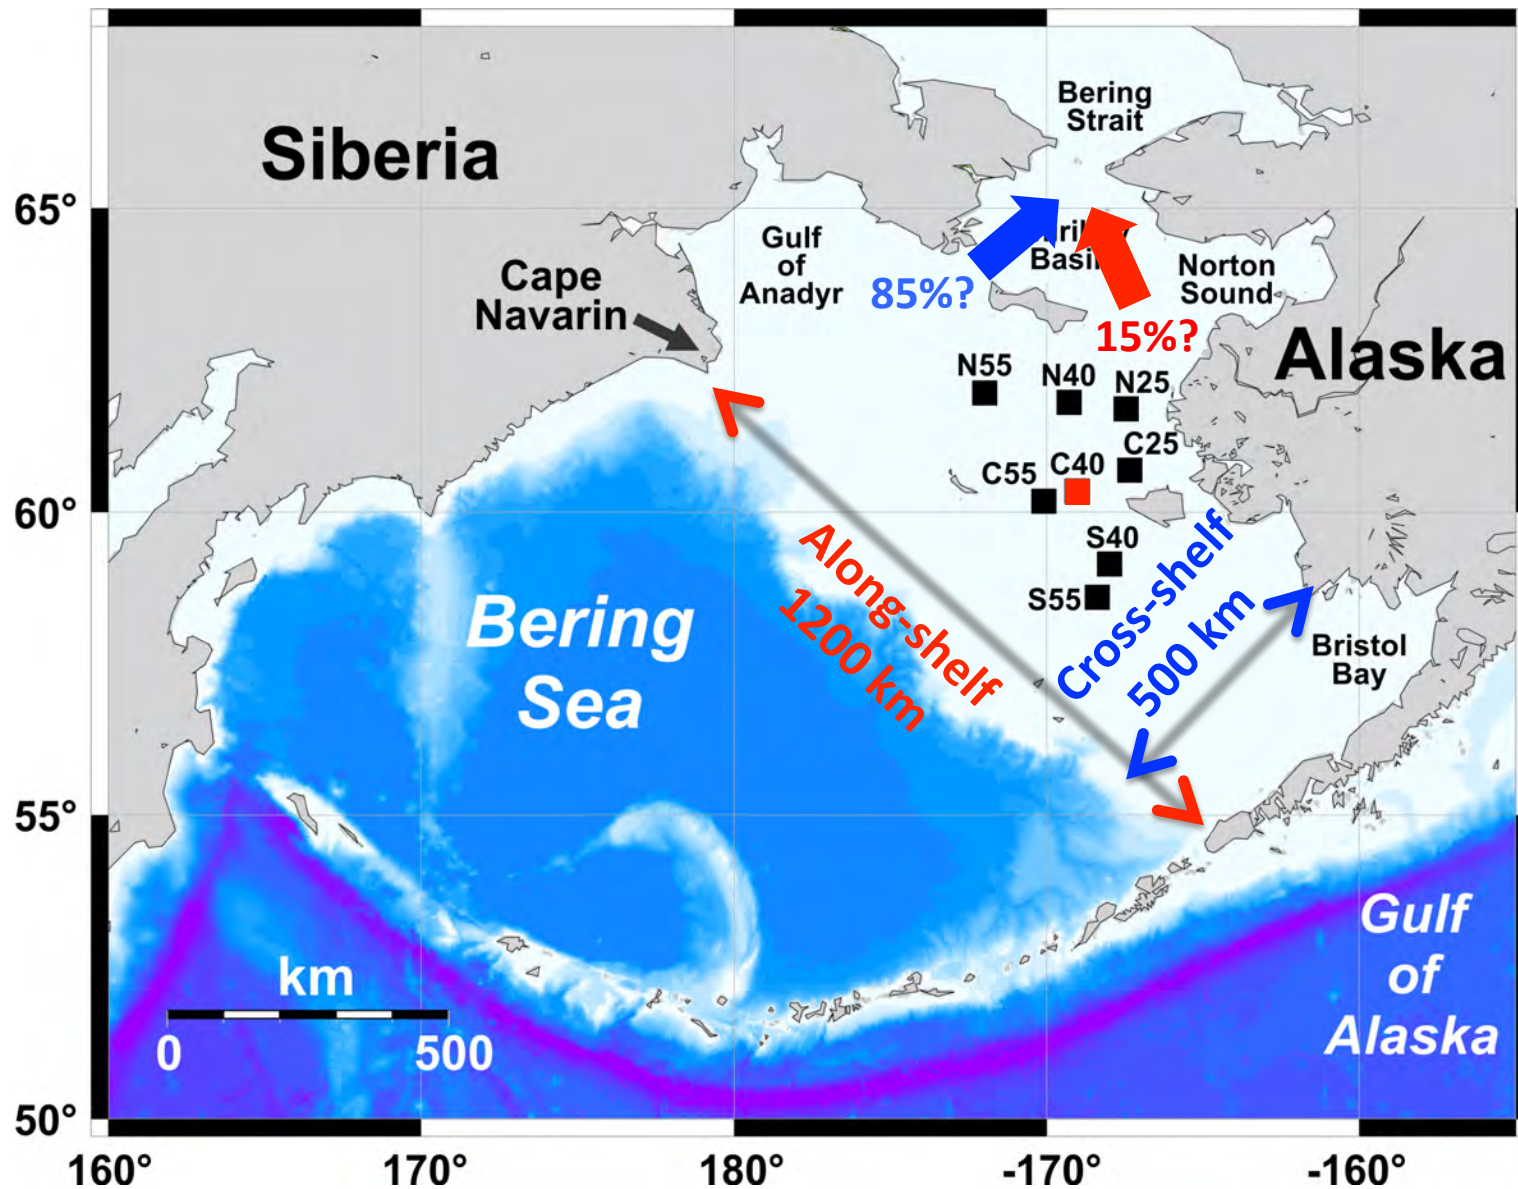 Bering
Strait
Siberia
65°
Gulf
of
Anadyr
Basin
Norton
Sound
Cape
Navarin
85%?
15%?
Alaska
N55
N40
N25
C25
C55
C40
60°
S40
S55
Along-shelf
1200 km
Cross-shelf
500 km
Bering
Sea
Bristol
Bay
55°
Gulf
of
Alaska
km
0
500
50°
160°
170°
180°
-170°
-160°